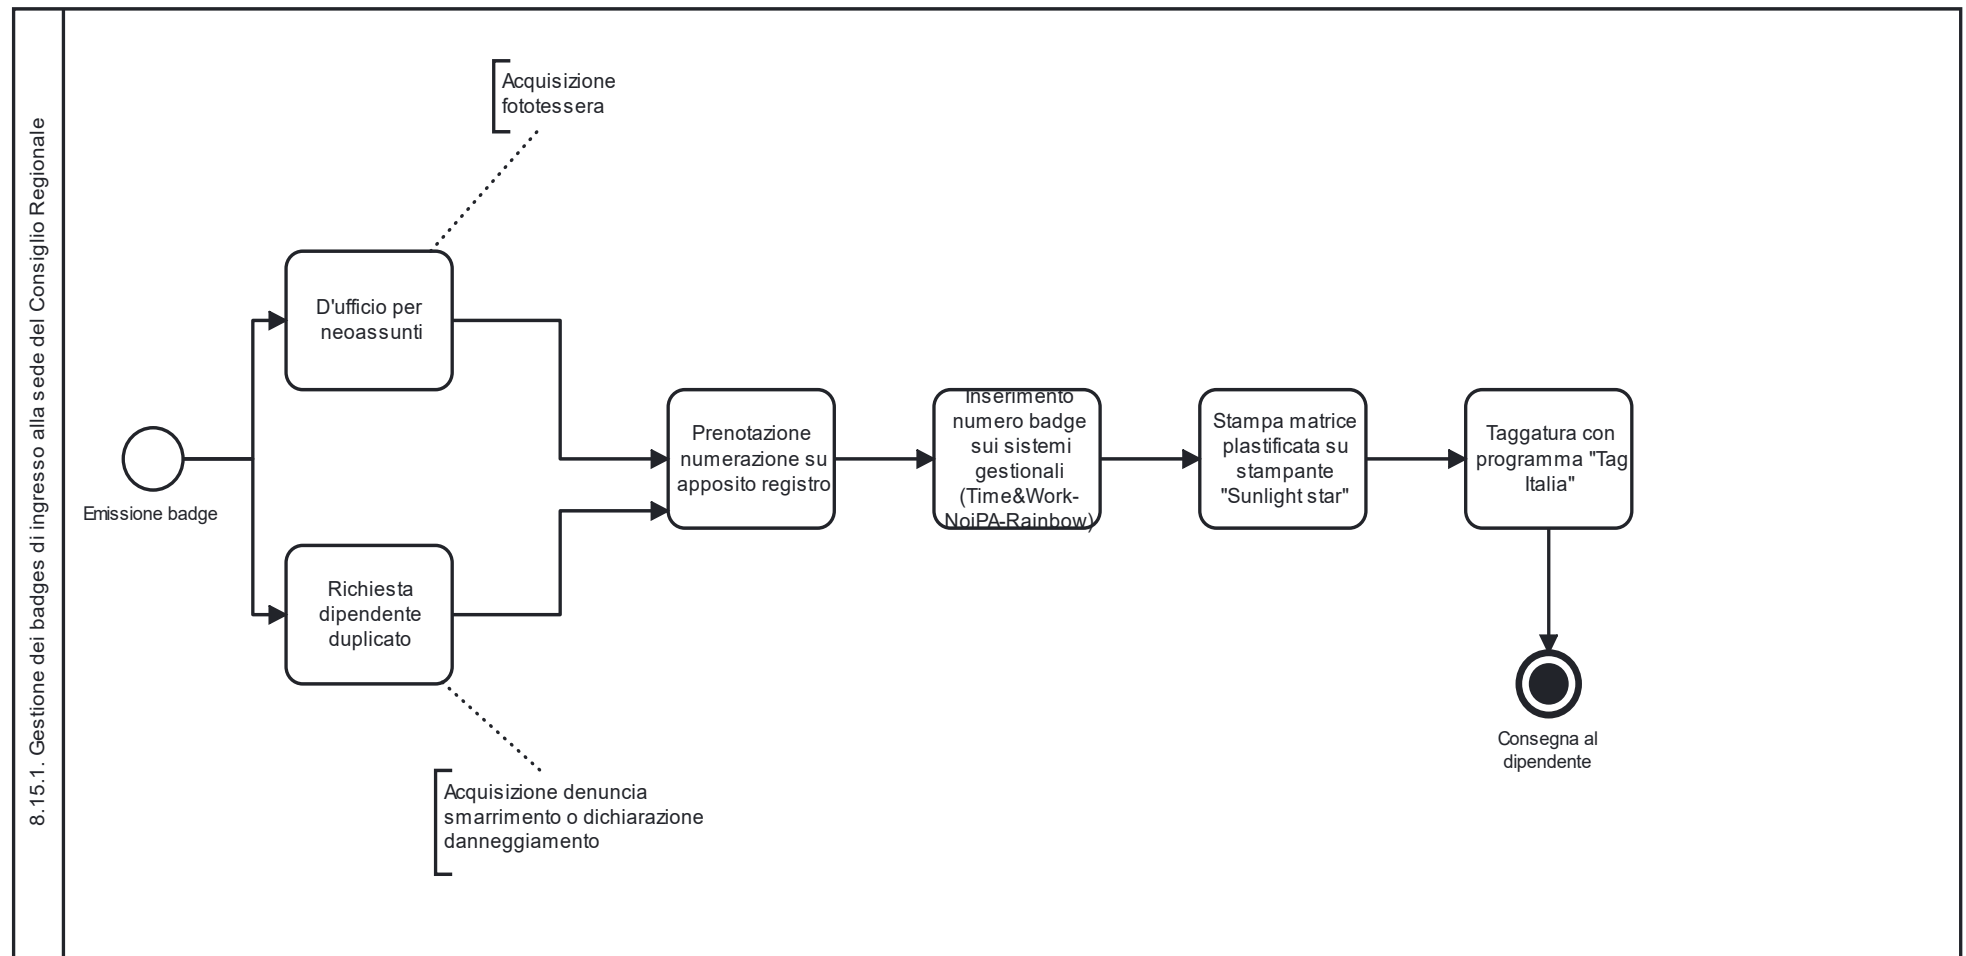 8.15.1. Gestione dei badges di ingresso alla sede del Consiglio Regionale
Acquisizione
fototessera
D'ufficio per
neoassunti
Emissione badge
Richiesta
dipendente
duplicato
Acquisizione denuncia
smarrimento o dichiarazione
danneggiamento
Prenotazione
numerazione su
apposito registro
Inserimento
numero badge
sui sistemi
gestionali
(Time&Work-
NoiPA-Rainbow)
Stampa matrice
plastificata su
stampante
"Sunlight star"
Taggatura con
programma "Tag
Italia"
Consegna al
dipendente